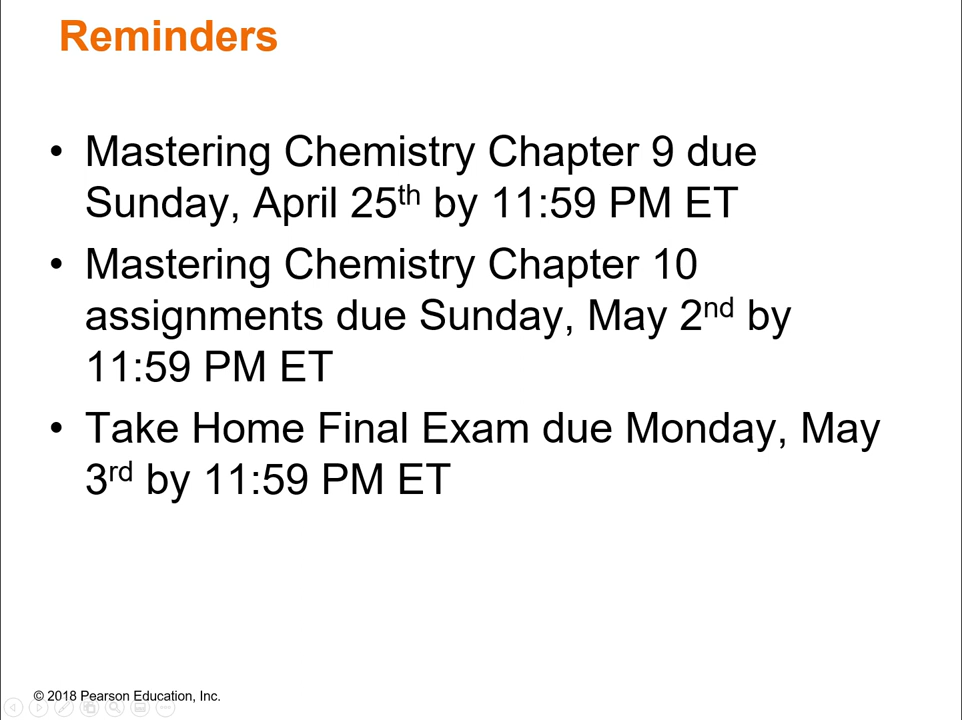 Reminders
• Mastering Chemistry Chapter 9 due
Sunday, April 25th by 11:59 PM ET
• Mastering Chemistry Chapter 10
assignments due Sunday, May 2nd by
11:59 PM ET
• Take Home Final Exam due Monday, May
3rd by 11:59 PM ET
© 2018 Pearson Education, Inc.